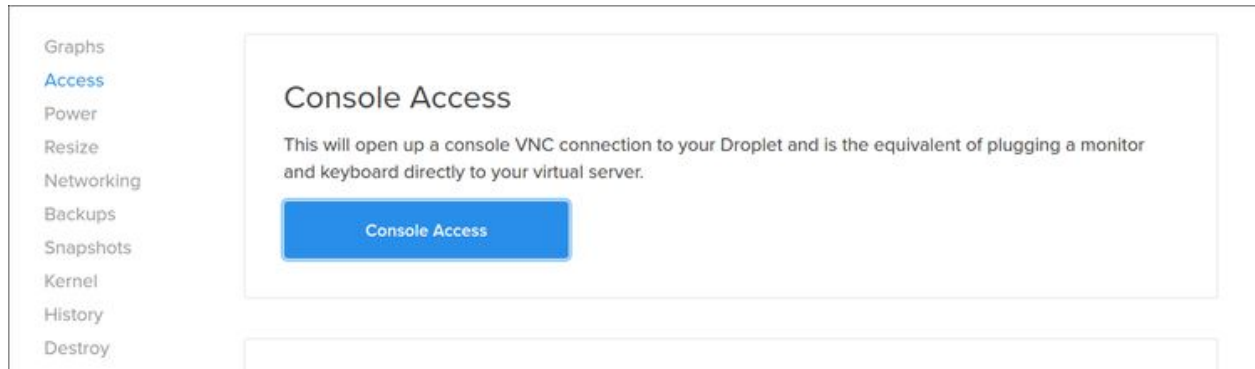 Graphs
Access
Power
Resize
Networking
Backups
Snapshots
Kernel
History
Destroy
Console Access
This will open up a console VNC connection to your Droplet and is the equivalent of plugging a monitor
and keyboard directly to your virtual server.
Console Access